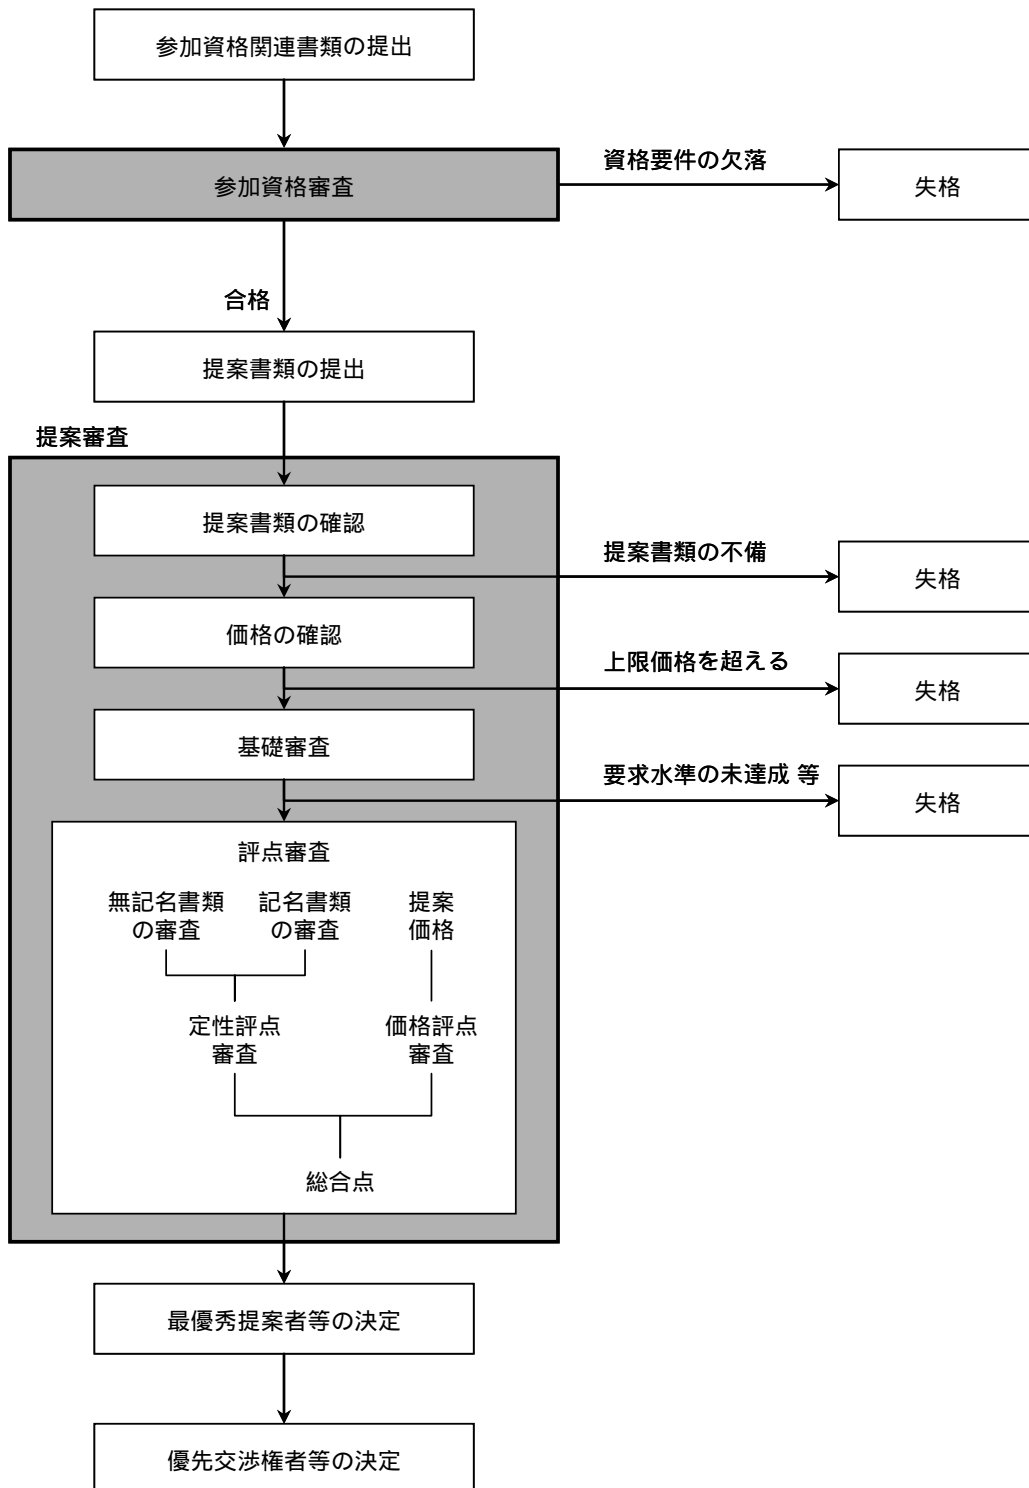 参加資格関連書類の提出
参加資格審査
資格要件の欠落
失格
合格
提案書類の提出
提案審査
提案書類の確認
提案書類の不備
失格
価格の確認
上限価格を超える
失格
基礎審査
要求水準の未達成 等
失格
評点審査
無記名書類
の審査
記名書類
の審査
提案
価格
定性評点
審査
価格評点
審査
総合点
最優秀提案者等の決定
優先交渉権者等の決定